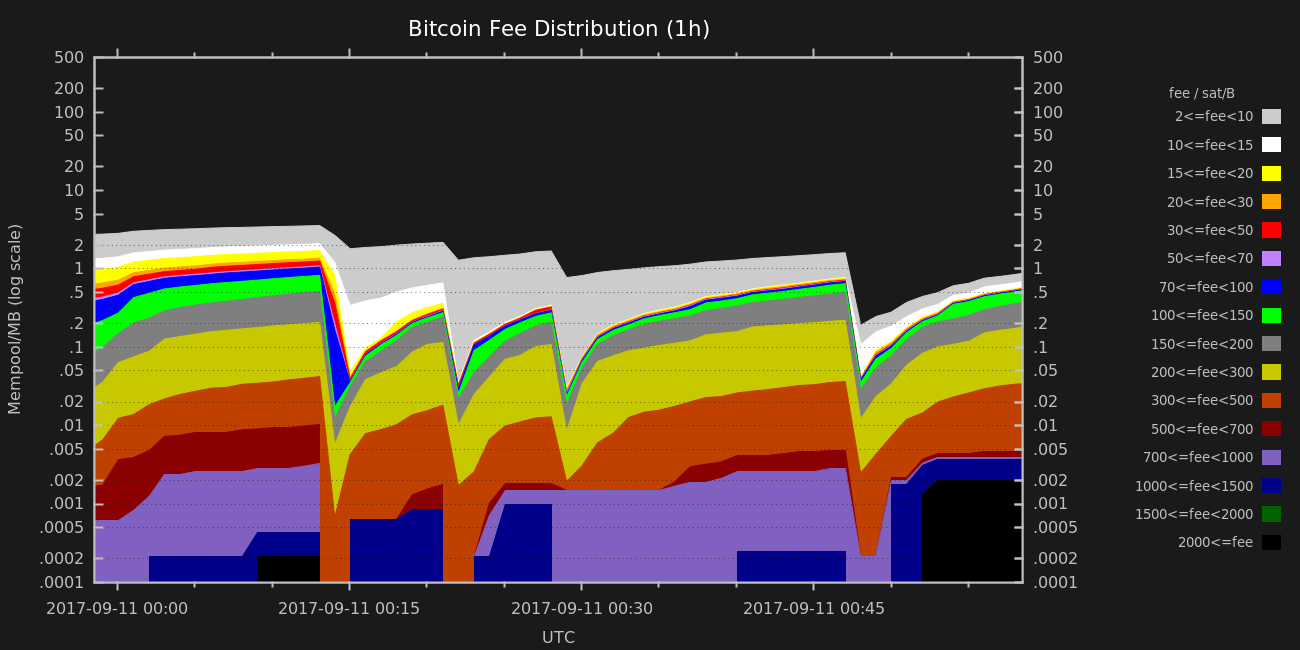 Bitcoin Fee Distribution (1h)
Mempool/MB (log scale)
500
200
100
50
20
10
5
2
1
.5
.2
.1
.05
.02
.01
.005
.002
.001
.0005
.0002
.0001
500
200
100
50
20
10
5
2
1
.5
.2
.1
.05
.02
.01
.005
.002
.001
.0005
.0002
.0001
2017-09-11 00:00
2017-09-11 00:15
2017-09-11 00:30
2017-09-11 00:45
UTC
fee / sat/B
2<=fee<10
10<=fee<15
15<=fee<20
20<=fee<30
30<=fee<50
50<=fee<70
70<=fee<100
100<=fee<150
150<=fee<200
200<=fee<300
300<=fee<500
500<=fee<700
700<=fee<1000
1000<=fee<1500
1500<=fee<2000
2000<=fee